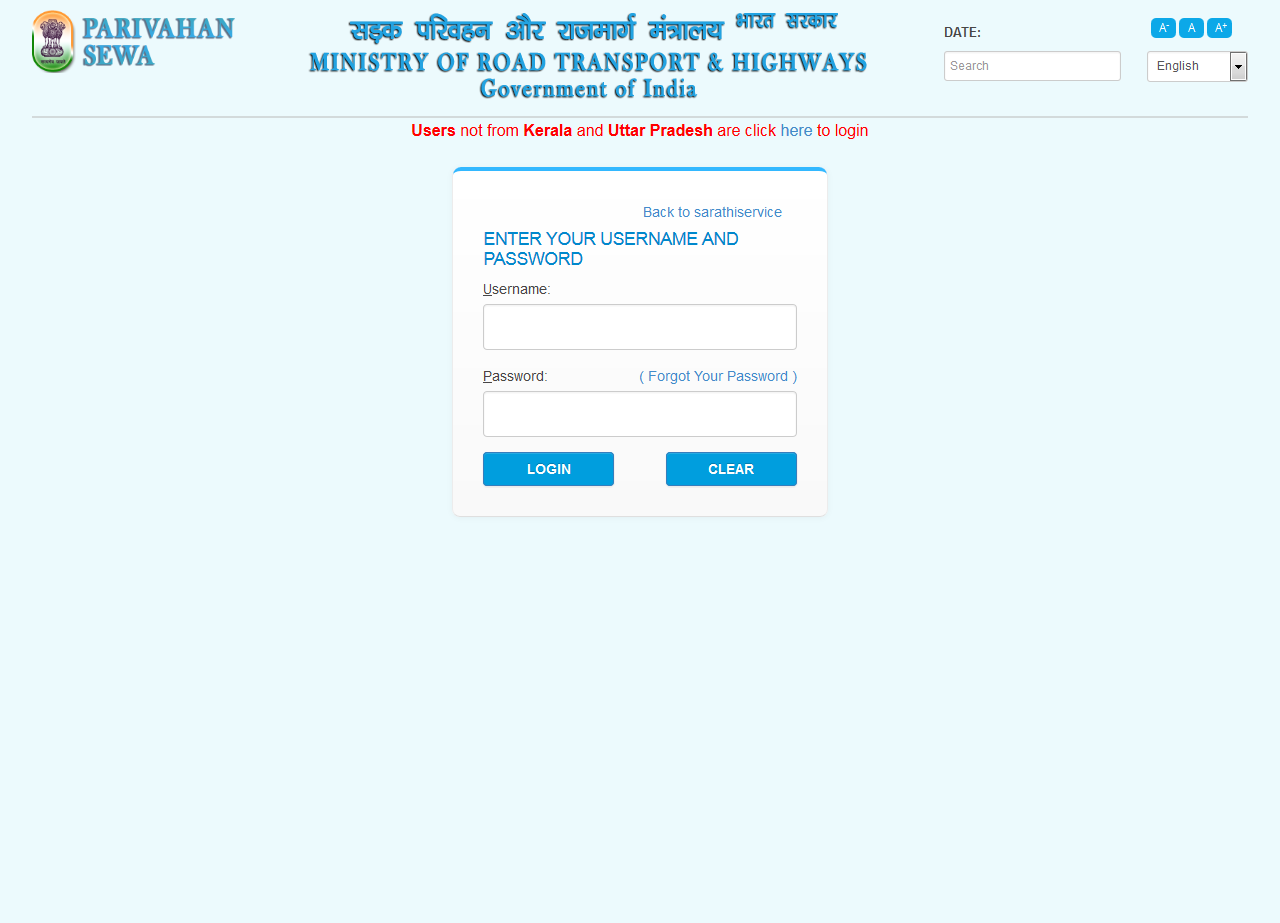 PARIVAHAN
SEWA
सड़क परिवहन और राजमार्ग मंत्रालय भारत सरकार
MINISTRY OF ROAD TRANSPORT & HIGHWAYS
Government of India
DATE:
A- A A+
Search
English
Users not from Kerala and Uttar Pradesh are click here to login
Back to sarathiservice
ENTER YOUR USERNAME AND
PASSWORD
Username:
Password: ( Forgot Your Password )
LOGIN CLEAR